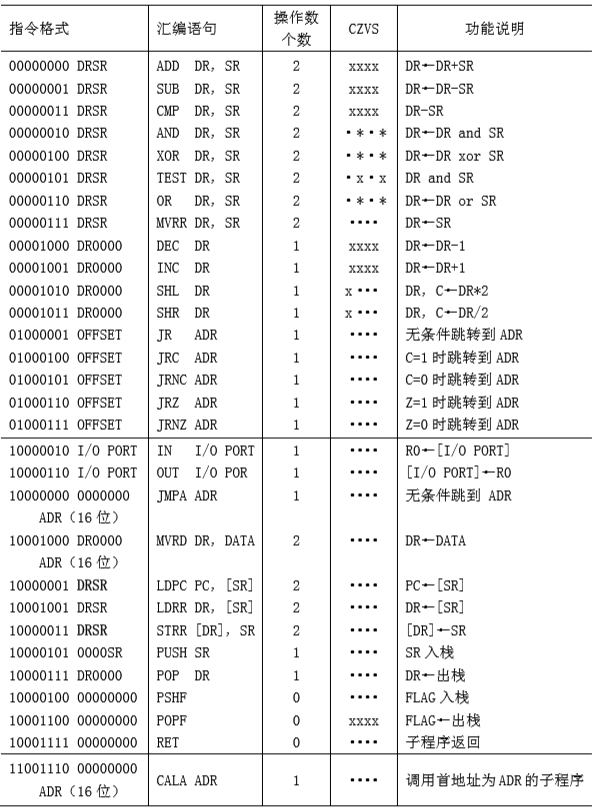 指令格式 汇编语句 操作数个数 CZVS 功能说明
00000000 DRSR ADD DR, SR 2 xxxx DR←DR+SR
00000001 DRSR SUB DR, SR 2 xxxx DR←DR-SR
00000011 DRSR CMP DR, SR 2 xxxx DR-SR
00000010 DRSR AND DR, SR 2 ·*·* DR←DR and SR
00000100 DRSR XOR DR, SR 2 ·*·* DR←DR xor SR
00000101 DRSR TEST DR, SR 2 ·x·x DR and SR
00000110 DRSR OR DR, SR 2 ·*·* DR←DR or SR
00000111 DRSR MVRR DR, SR 2 ···· DR←SR
00001000 DR0000 DEC DR 1 xxxx DR←DR-1
00001001 DR0000 INC DR 1 xxxx DR←DR+1
00001010 DR0000 SHL DR 1 x··· DR, C←DR*2
00001011 DR0000 SHR DR 1 x··· DR, C←DR/2
01000001 OFFSET JR ADR 1 ···· 无条件跳转到 ADR
01000100 OFFSET JRC ADR 1 ···· C=1 时跳转到 ADR
01000101 OFFSET JRNC ADR 1 ···· C=0 时跳转到 ADR
01000110 OFFSET JRZ ADR 1 ···· Z=1 时跳转到 ADR
01000111 OFFSET JRNZ ADR 1 ···· Z=0 时跳转到 ADR
10000010 I/O PORT IN I/O PORT 1 ···· R0←[I/O PORT]
10000110 I/O PORT OUT I/O POR 1 ···· [I/O PORT]←R0
10000000 0000000 JMPA ADR 1 ···· 无条件跳到 ADR
ADR（16 位）
10001000 DR0000 MVRD DR, DATA 2 ···· DR←DATA
ADR（16 位）
10000001 DRSR LDPC PC, [SR] 2 ···· PC←[SR]
10001001 DRSR LDRR DR, [SR] 2 ···· DR←[SR]
10000011 DRSR STRR [DR], SR 2 ···· [DR]←SR
10000101 0000SR PUSH SR 1 ···· SR 入栈
10000111 DR0000 POP DR 1 ···· DR←出栈
10000100 00000000 PSHF 0 ···· FLAG 入栈
10001100 00000000 POPF 0 xxxx FLAG←出栈
10001111 00000000 RET 0 ···· 子程序返回
11001110 00000000 CALA ADR 1 ···· 调用首地址为 ADR 的子程序
ADR（16 位）